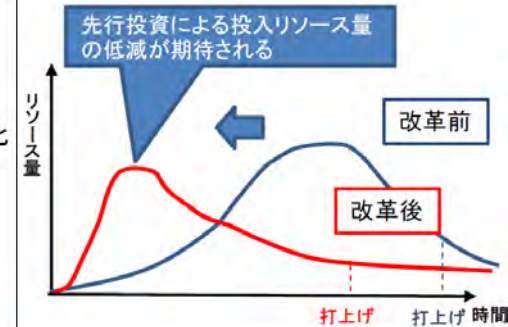 先行投資による投入リソース量
の低減が期待される
リソース量
改革前
改革後
打上げ
打上げ
時間
化